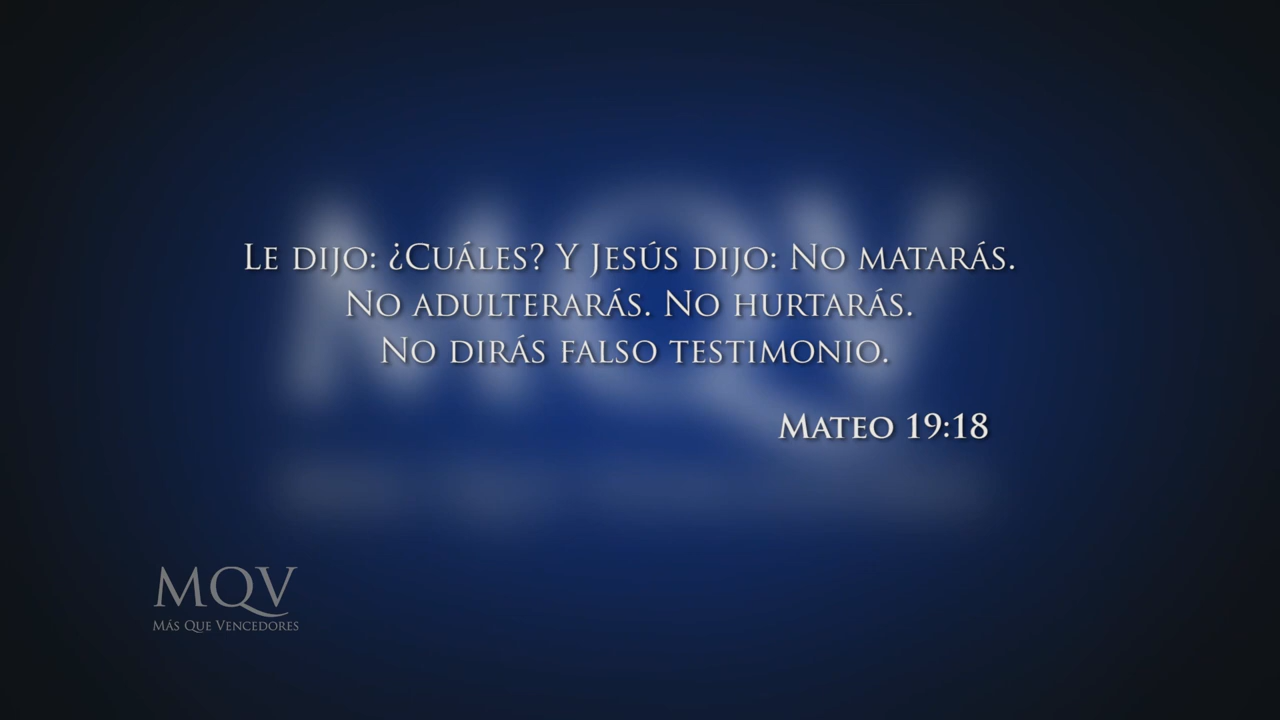 Le dijo: ¿Cuáles? Y Jesús dijo: No matarás.
No adulterarás. No hurtarás.
No dirás falso testimonio.
Mateo 19:18
MQV
Más Que Vencedores